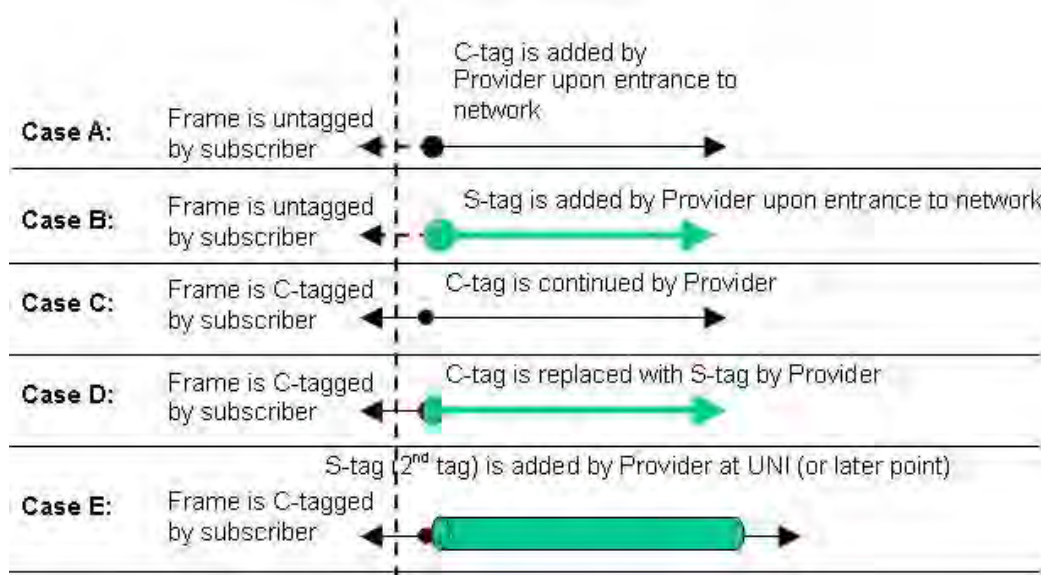 C-tag is added by
Provider upon entrance to
network
Case A:
Frame is untagged
by subscriber
S-tag is added by Provider upon entrance to network
Case B:
Frame is untagged
by subscriber
C-tag is continued by Provider
Case C:
Frame is C-tagged
by subscriber
C-tag is replaced with S-tag by Provider
Case D:
Frame is C-tagged
by subscriber
S-tag (2nd tag) is added by Provider at UNI (or later point)
Case E:
Frame is C-tagged
by subscriber